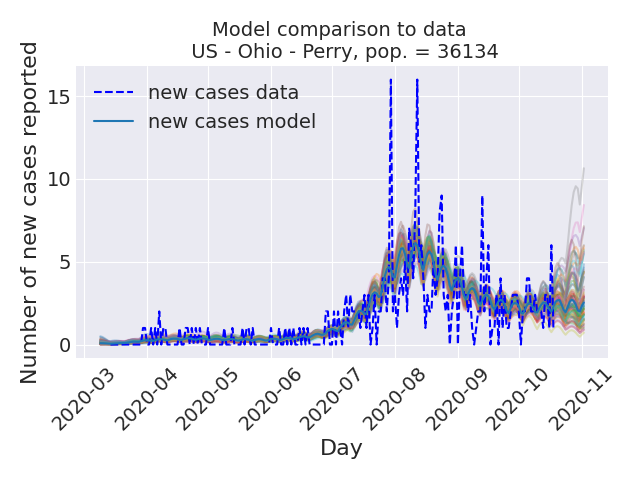 Model comparison to data
US - Ohio - Perry, pop. = 36134
Number of new cases reported
15
10
5
0
new cases data
new cases model
2020-03
2020-04
2020-05
2020-06
2020-07
2020-08
2020-09
2020-10
2020-11
Day